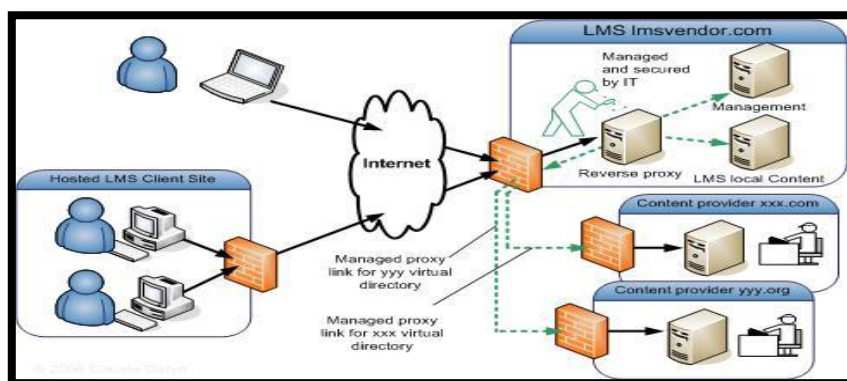 LMS lmsvendor.com
Managed
and secured
by IT
Management
Internet
Reverse proxy
LMS local Content
Hosted LMS Client Site
Content provider xxx.com
Managed proxy
link for yyy virtual
directory
Content provider yyy.org
Managed proxy
link for xxx virtual
directory